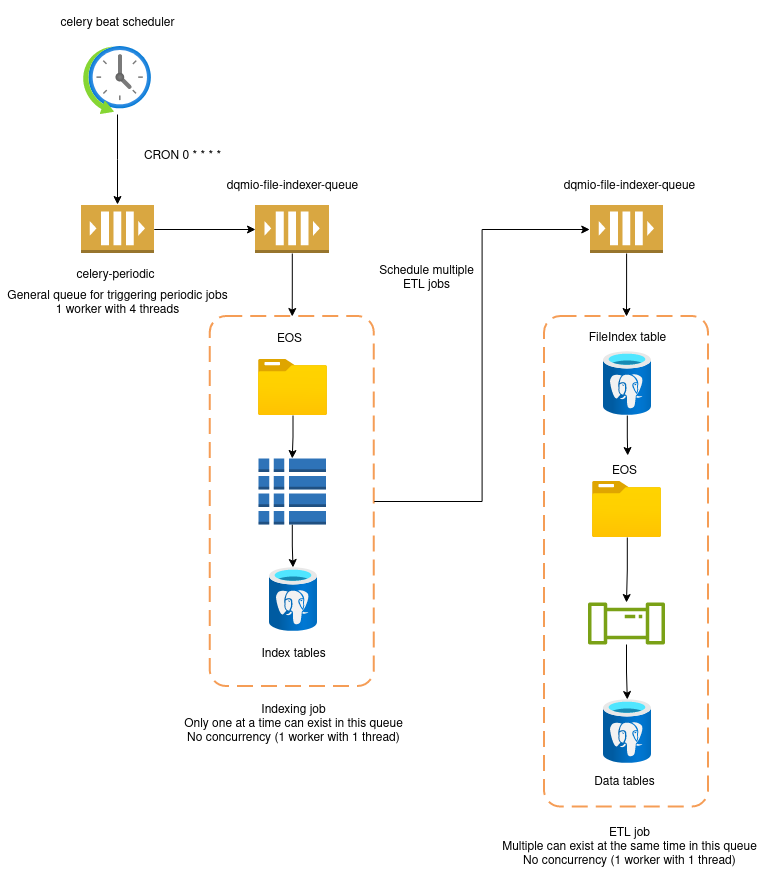 celery beat scheduler
CRON 0 * * * *
dqmio-file-indexer-queue
dqmio-file-indexer-queue
celery-periodic
General queue for triggering periodic jobs
1 worker with 4 threads
Schedule multiple
ETL jobs
EOS
Index tables
Indexing job
Only one at a time can exist in this queue
No concurrency (1 worker with 1 thread)
FileIndex table
EOS
Data tables
ETL job
Multiple can exist at the same time in this queue
No concurrency (1 worker with 1 thread)